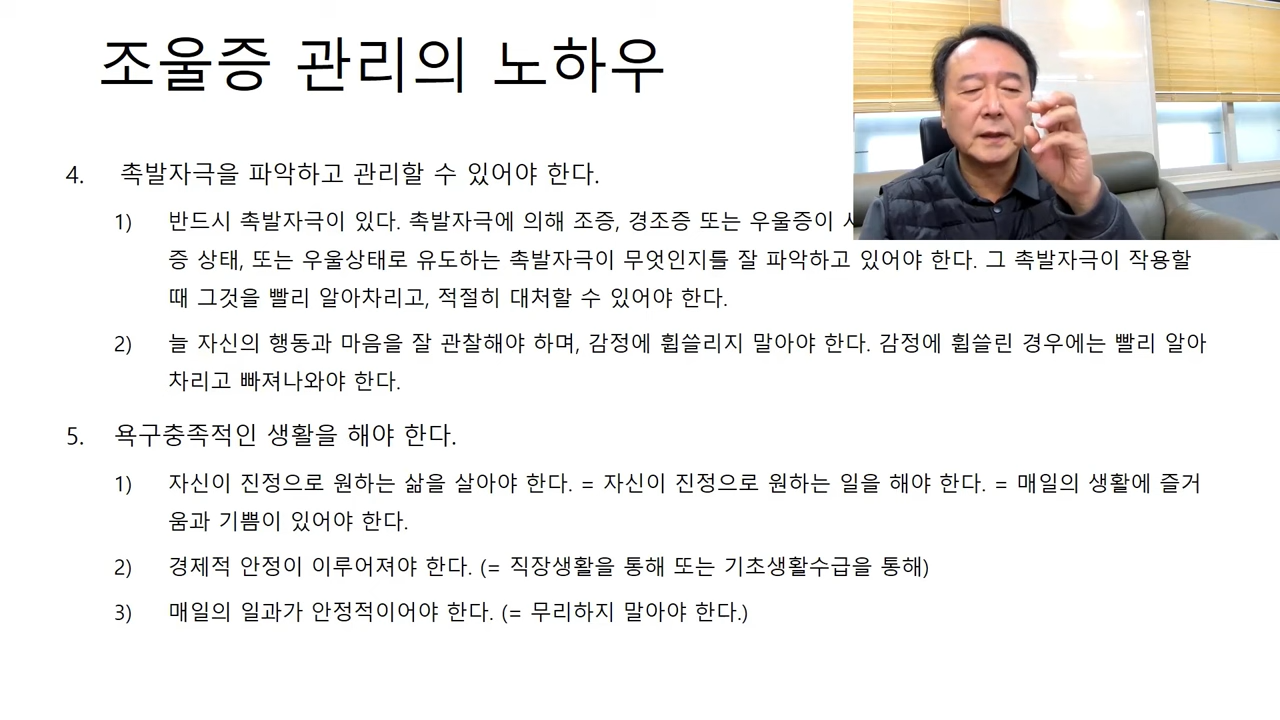 조울증 관리의 노하우
4. 촉발자극을 파악하고 관리할 수 있어야 한다.
1) 반드시 촉발자극이 있다. 촉발자극에 의해 조증, 경조증 또는 우울증이
증 상태, 또는 우울상태로 유도하는 촉발자극이 무엇인지를 잘 파악하고 있어야 한다. 그 촉발자극이 작용할
때 그것을 빨리 알아차리고, 적절히 대처할 수 있어야 한다.
2) 늘 자신의 행동과 마음을 잘 관찰해야 하며, 감정에 휩쓸리지 말아야 한다. 감정에 휩쓸린 경우에는 빨리 알아
차리고 빠져나와야 한다.
5. 욕구충족적인 생활을 해야 한다.
1) 자신이 진정으로 원하는 삶을 살아야 한다. = 자신이 진정으로 원하는 일을 해야 한다. = 매일의 생활에 즐거
움과 기쁨이 있어야 한다.
2) 경제적 안정이 이루어져야 한다. (= 직장생활을 통해 또는 기초생활수급을 통해)
3) 매일의 일과가 안정적이어야 한다. (= 무리하지 말아야 한다.)